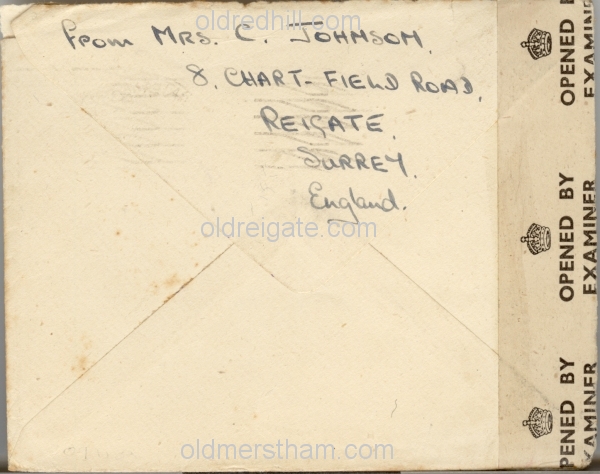 oldredhill.com
From MRS. C. JOHNSON.
8. CHART-FIELD ROAD.
REIGATE.
SURREY.
England.
oldreigate.com
oldmerstham.com
OPENED BY
EXAMINER
OPENED BY
EXAMINER
PENED BY
EXAMINER